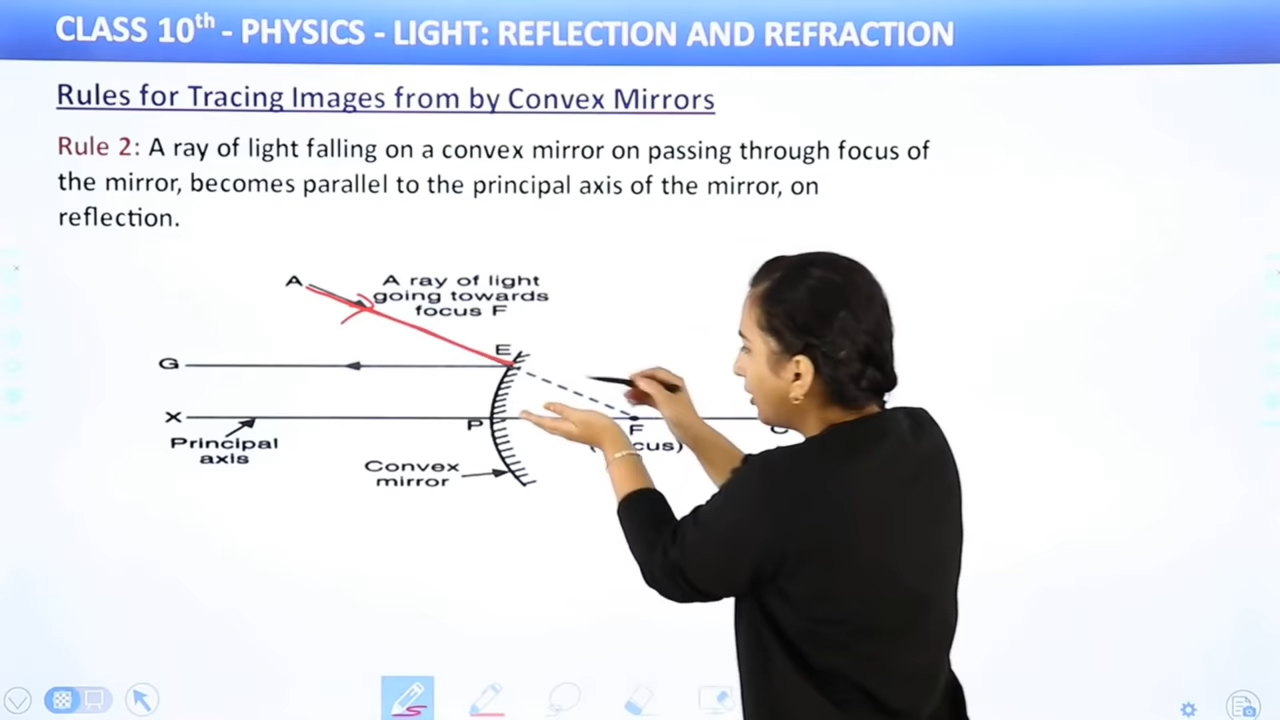 CLASS 10th - PHYSICS - LIGHT: REFLECTION AND REFRACTION
Rules for Tracing Images from by Convex Mirrors
Rule 2: A ray of light falling on a convex mirror on passing through focus of
the mirror, becomes parallel to the principal axis of the mirror, on
reflection.
A
A ray of light
going towards
focus F
E
G
X
P
F
Principal
axis
Convex
mirror